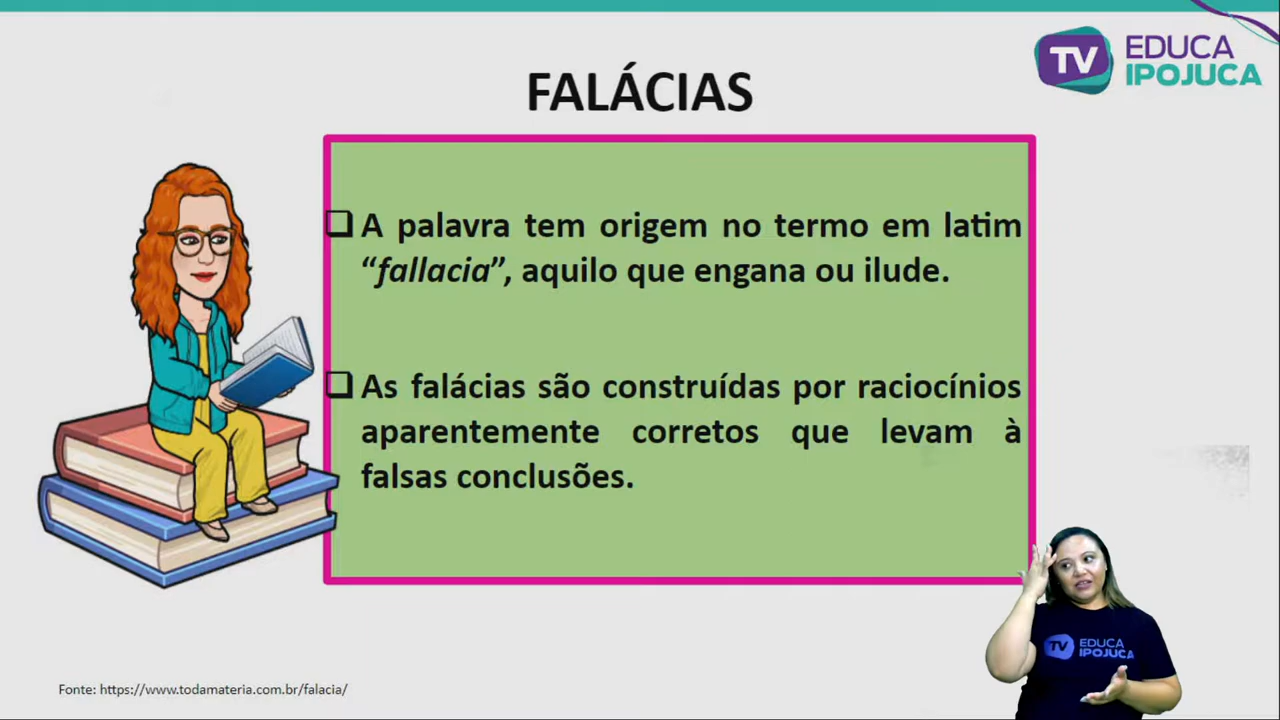 TV EDUCA
IPOJUCA
FALÁCIAS
A palavra tem origem no termo em latim
“fallacia”, aquilo que engana ou ilude.
As falácias são construídas por raciocínios
aparentemente corretos que levam à
falsas conclusões.
TV EDUCA
IPOJUCA
Fonte: https://www.todamateria.com.br/falacia/